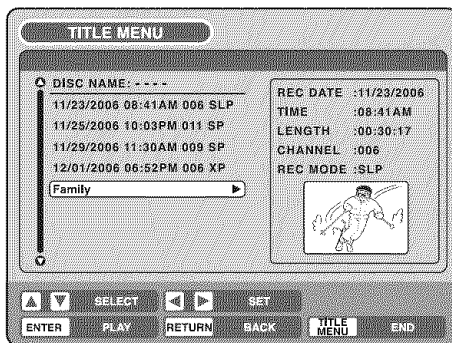 TITLE MENU
DISC NAME: - - - -
11/23/2006 08:41AM 006 SLP
11/25/2006 10:03PM 011 SP
11/29/2006 11:30AM 009 SP
12/01/2006 06:52PM 006 XP
Family
REC DATE :11/23/2006
TIME :08:41AM
LENGTH :00:30:17
CHANNEL :006
REC MODE :SLP
SELECT SET
ENTER PLAY RETURN BACK TITLE MENU END